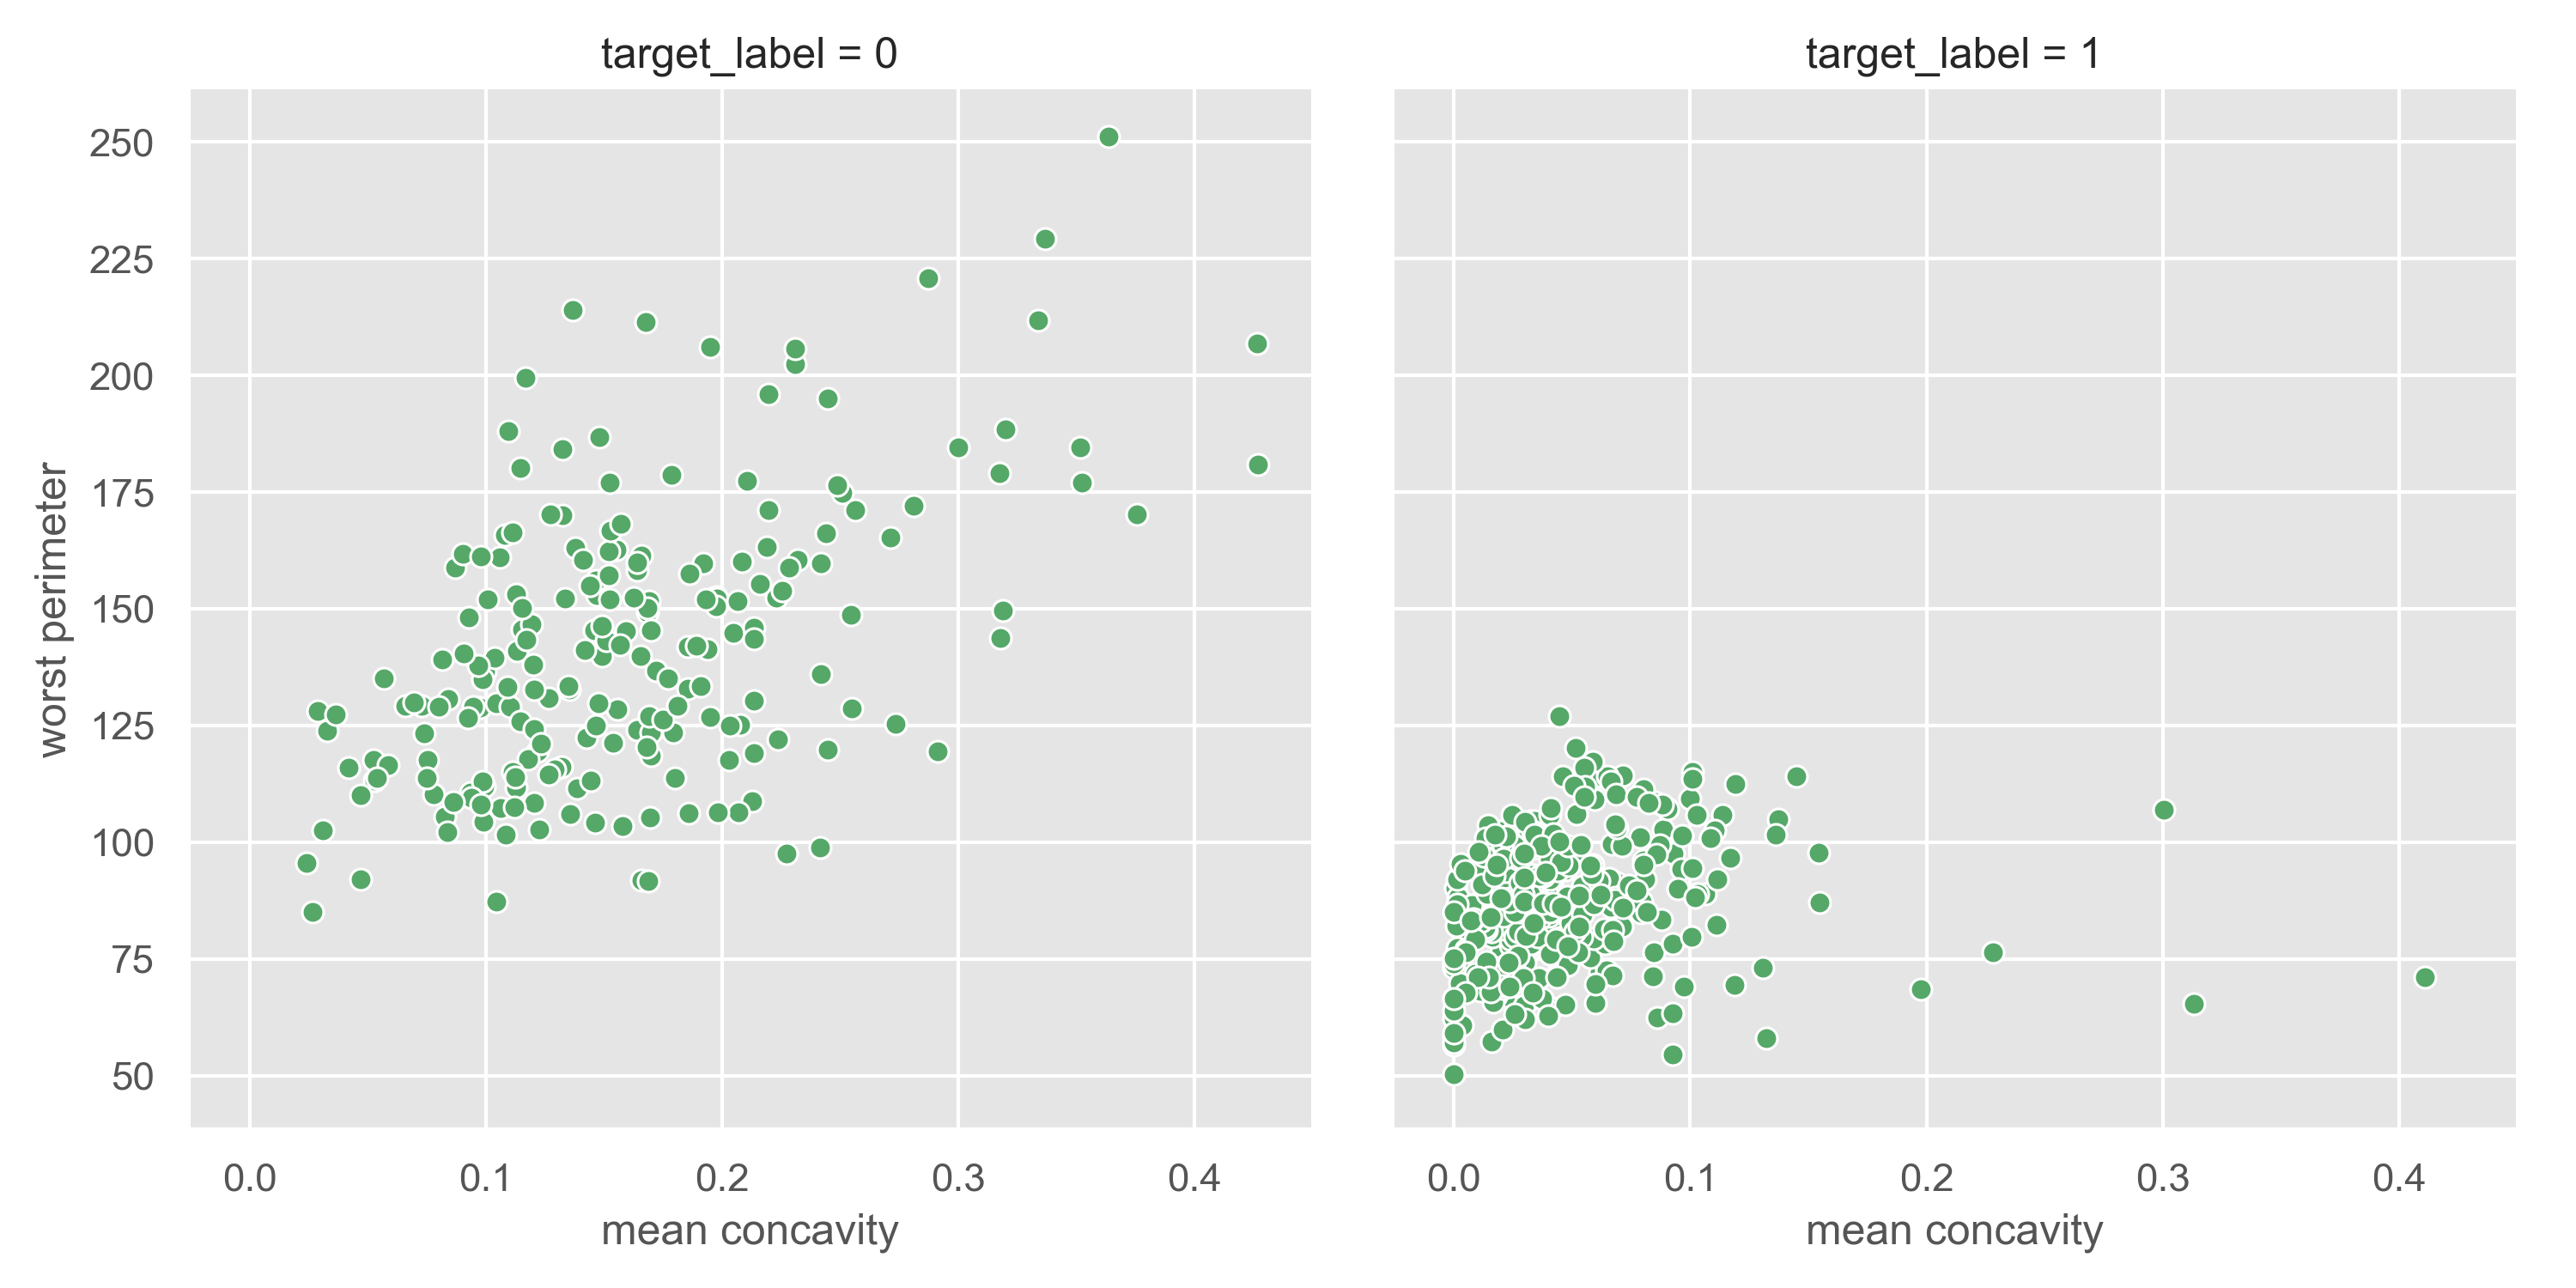 target_label = 0
target_label = 1
250
225
200
175
150
125
100
75
50
worst perimeter
0.0 0.1 0.2 0.3 0.4
0.0 0.1 0.2 0.3 0.4
mean concavity
mean concavity